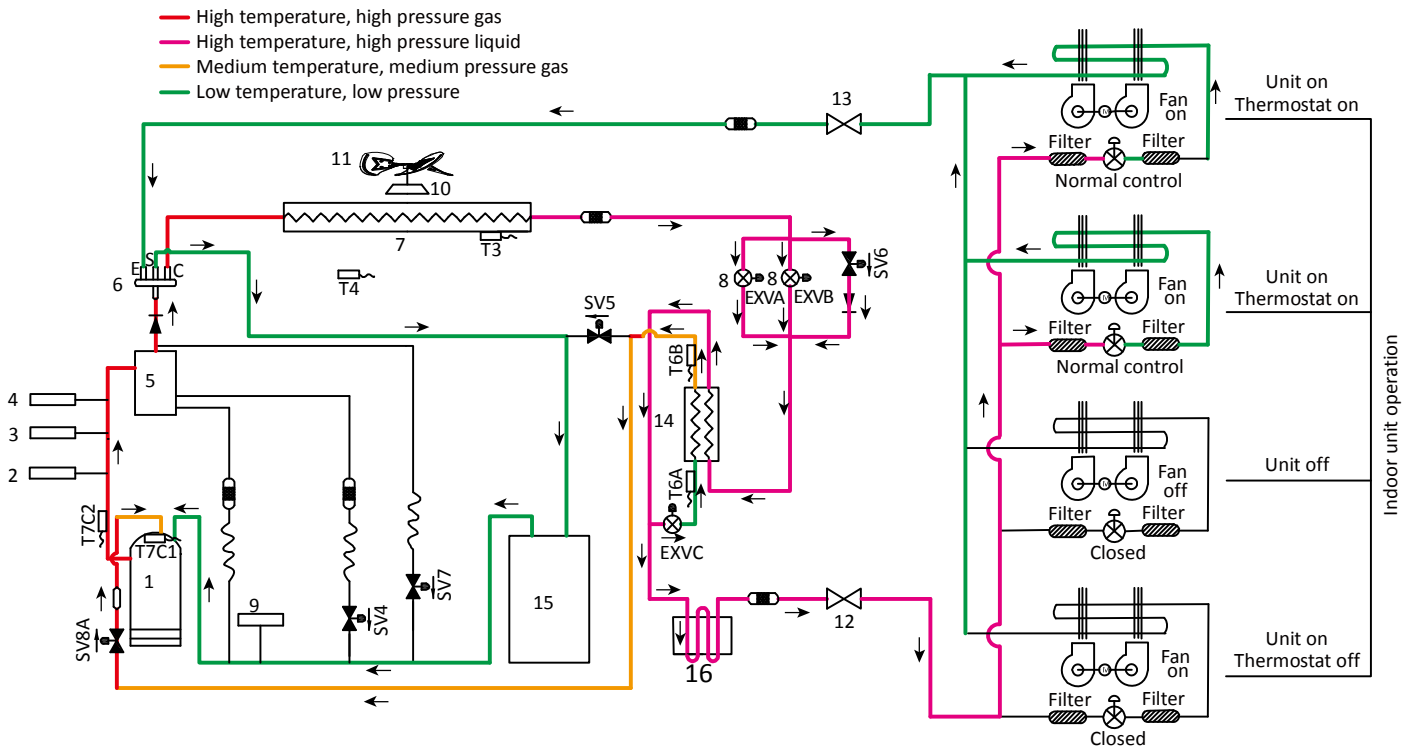 High temperature, high pressure gas
High temperature, high pressure liquid
Medium temperature, medium pressure gas
Low temperature, low pressure
13
11
10
7
T3
T4
E
S
C
6
5
4
3
2
T7C2
T7C1
1
SV8A
9
SV4
SV7
15
SV5
T6B
14
T6A
EXVC
8
EXVA
8
EXVB
SV6
16
12
Fan
on
Filter
Filter
Normal control
Unit on
Thermostat on
Fan
on
Filter
Filter
Normal control
Unit on
Thermostat on
Fan
off
Filter
Filter
Closed
Unit off
Fan
on
Filter
Filter
Closed
Unit on
Thermostat off
Indoor unit operation